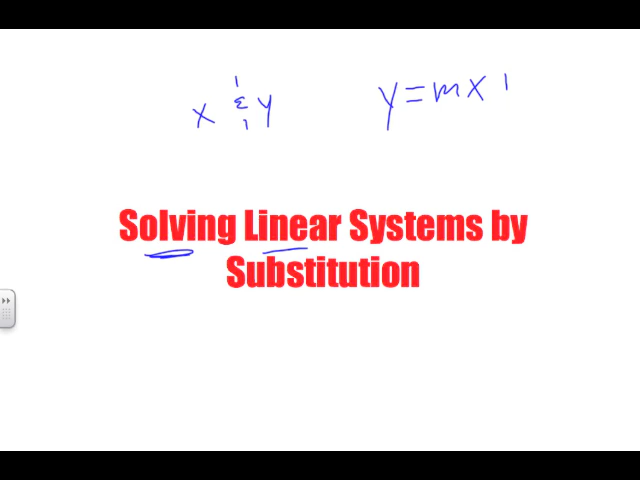 x & y y = mx
Solving Linear Systems by
Substitution